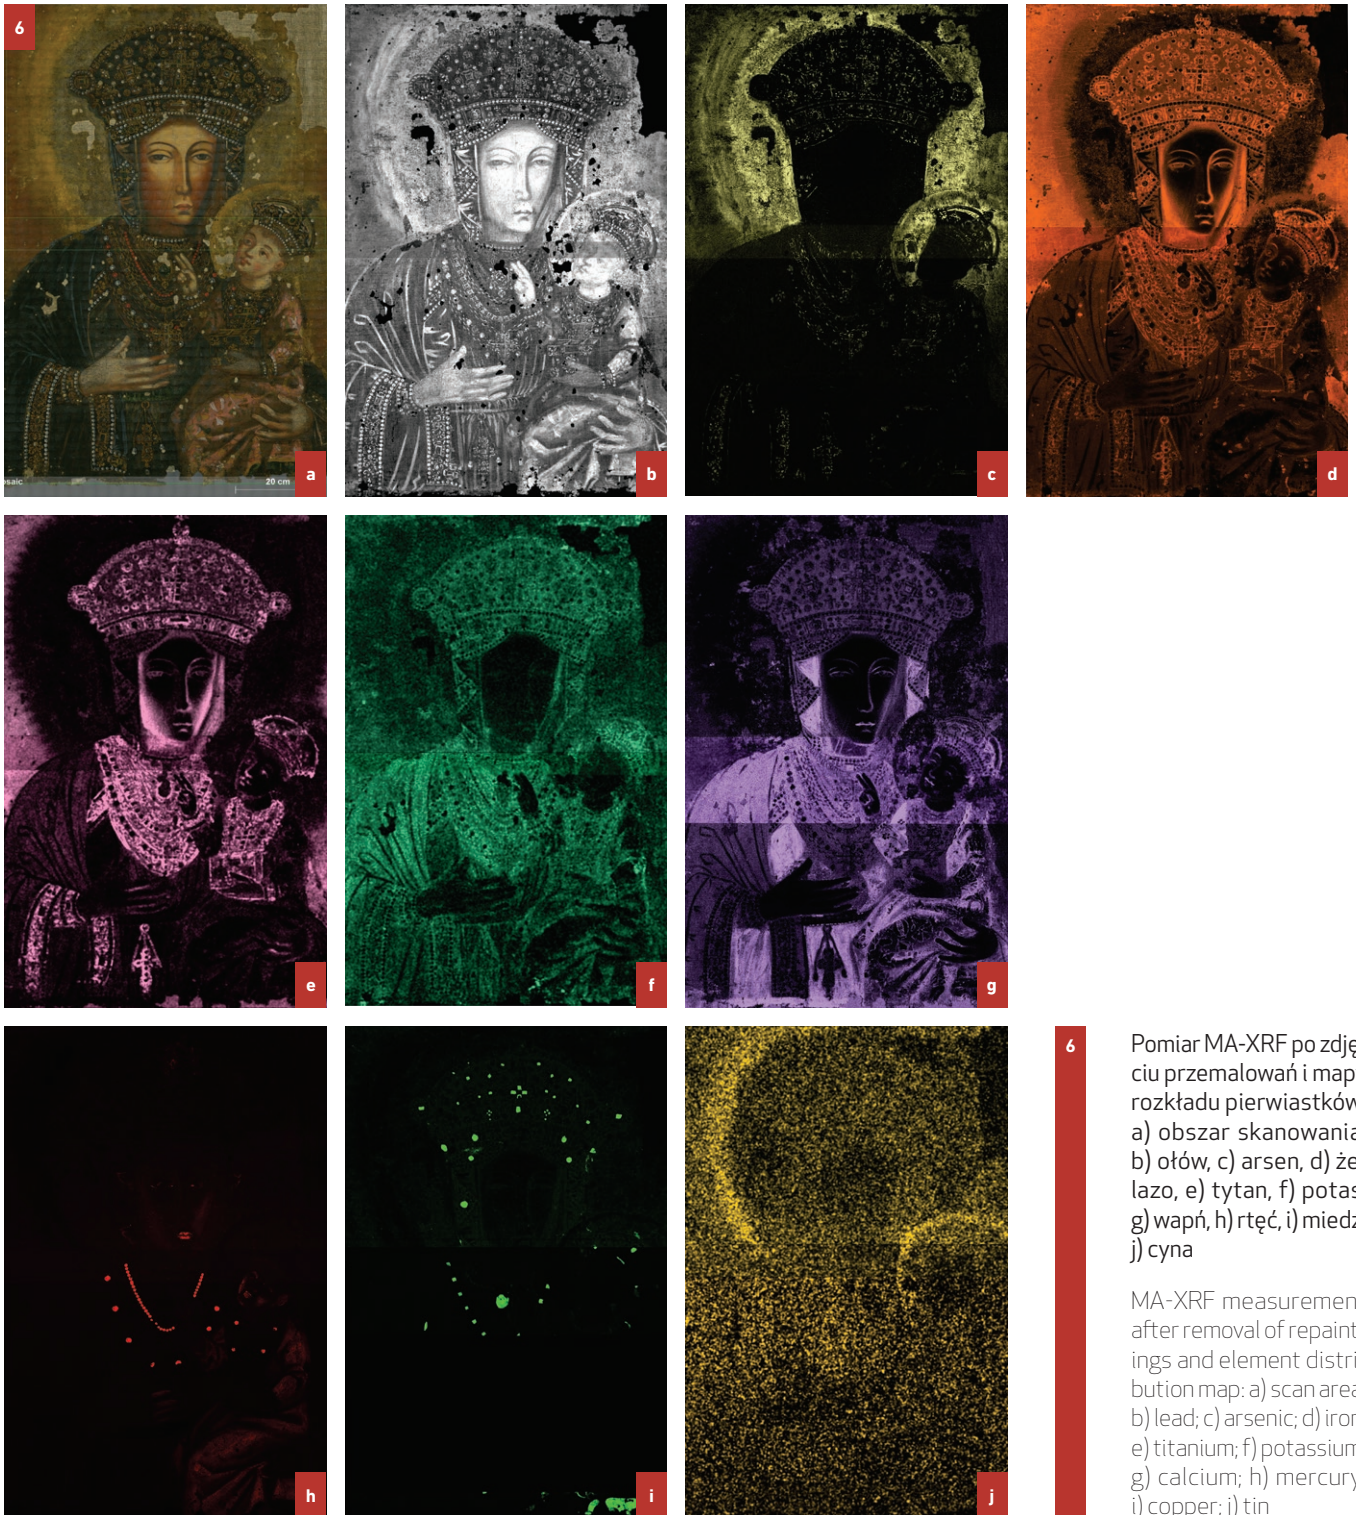 6
a
osaic
20 cm
b
c
d
e
f
g
h
i
j
6
Pomiar MA-XRF po zdję
ciu przemalowań i map
rozkładu pierwiastków
a) obszar skanowania
b) ołów, c) arsen, d) że
lazo, e) tytan, f) potas
g) wapń, h) rtęć, i) miedź
j) cyna
MA-XRF measuremen
after removal of repaint
ings and element distri
bution map: a) scan area
b) lead; c) arsenic; d) iron
e) titanium; f) potassium
g) calcium; h) mercury
i) copper; j) tin